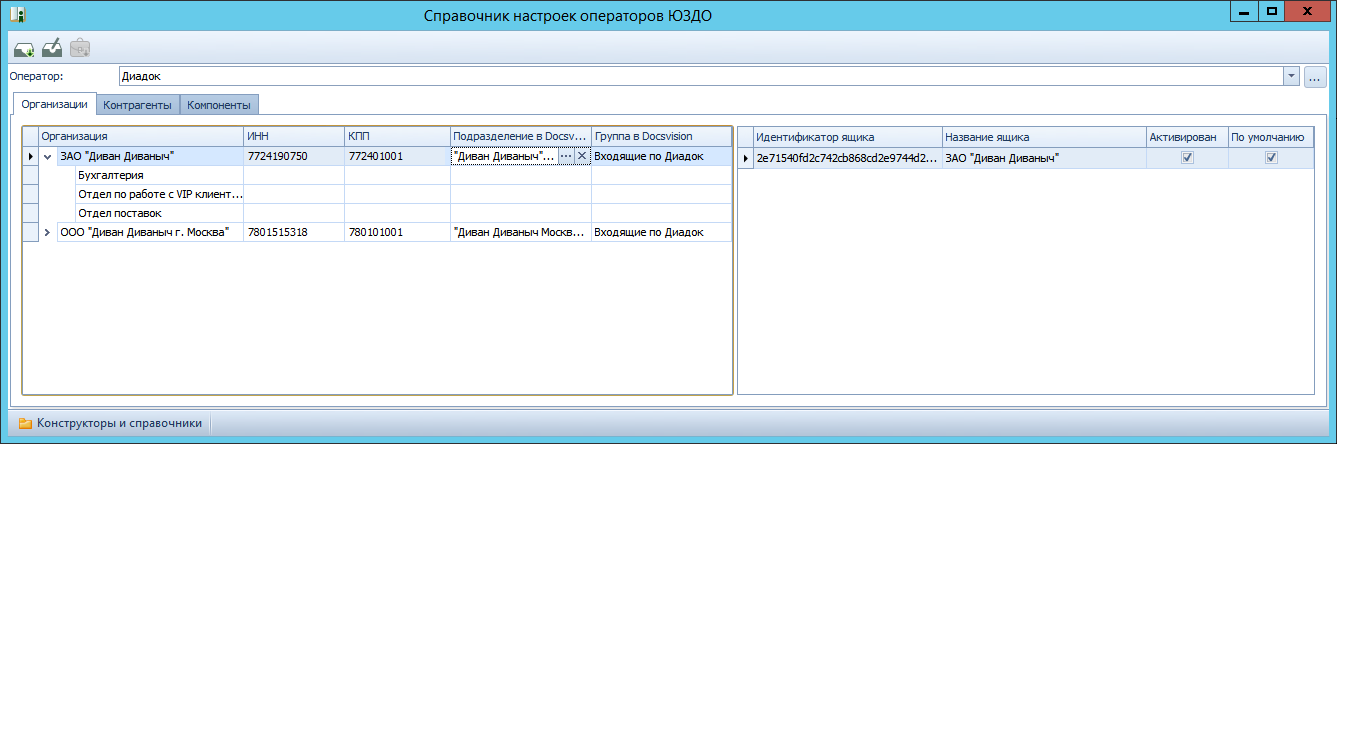 Справочник настроек операторов ЮЗДО
Оператор: Диадок ...
Организации Контрагенты Компоненты
Организация ИНН КПП Подразделение в Docsv... Группа в Docsvision
ЗАО "Диван Диваныч" 7724190750 772401001 "Диван Диваныч"... ... Входящие по Диадок
Бухгалтерия
Отдел по работе с VIP клиент...
Отдел поставок
ООО "Диван Диваныч г. Москва" 7801515318 780101001 "Диван Диваныч Москв... Входящие по Диадок
Идентификатор ящика Название ящика Активирован По умолчанию
2e71540fd2c742cb868cd2e9744d2... ЗАО "Диван Диваныч"
Конструкторы и справочники